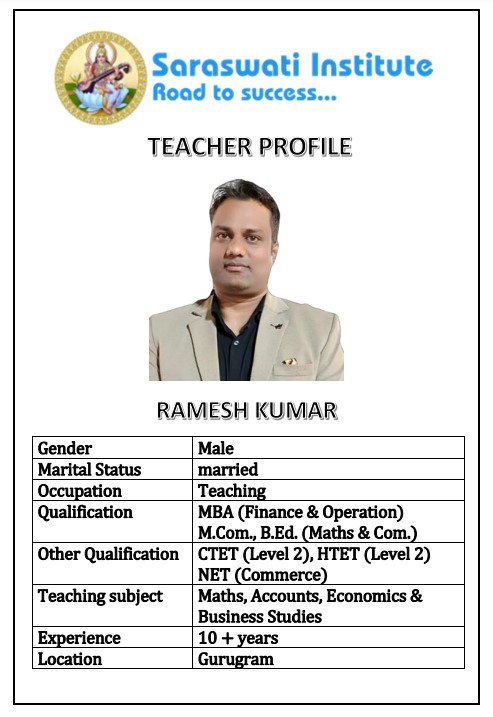 Saraswati Institute
Road to success...
TEACHER PROFILE
RAMESH KUMAR
Gender Male
Marital Status married
Occupation Teaching
Qualification MBA (Finance & Operation)
M.Com., B.Ed. (Maths & Com.)
Other Qualification CTET (Level 2), HTET (Level 2)
NET (Commerce)
Teaching subject Maths, Accounts, Economics &
Business Studies
Experience 10 + years
Location Gurugram